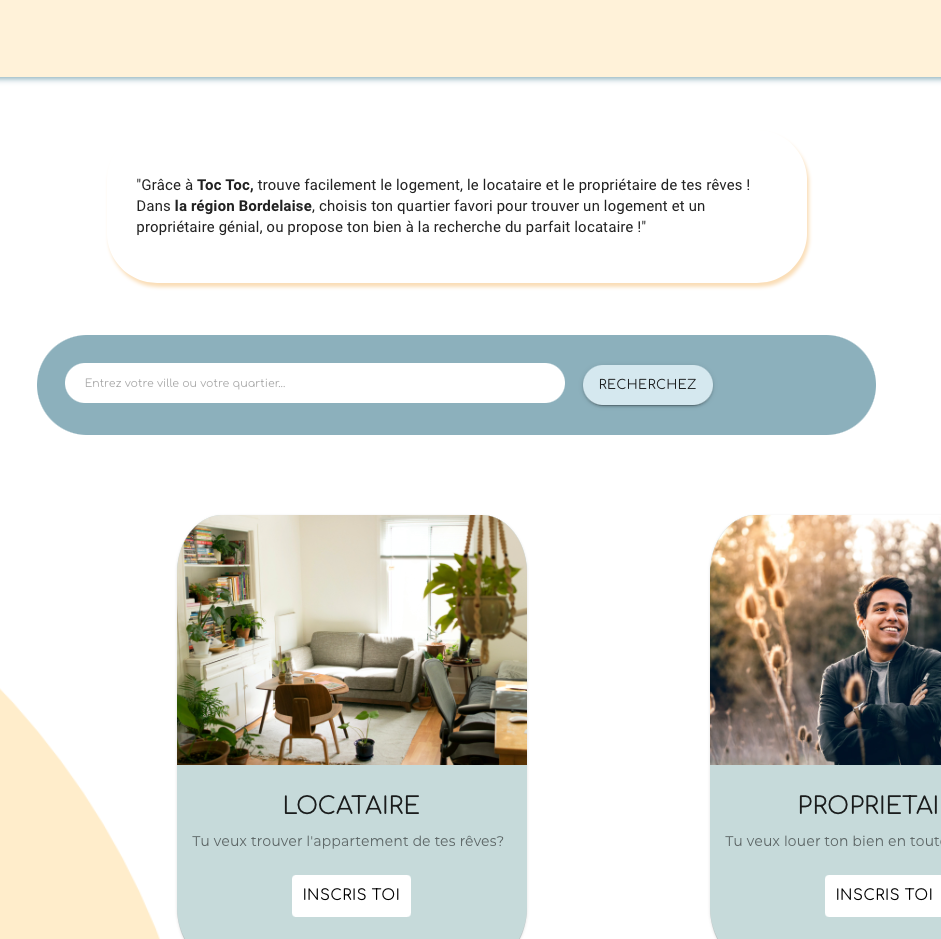 "Grâce à Toc Toc, trouve facilement le logement, le locataire et le propriétaire de tes rêves !
Dans la région Bordelaise, choisis ton quartier favori pour trouver un logement et un
propriétaire génial, ou propose ton bien à la recherche du parfait locataire !"
Entrez votre ville ou votre quartier...
RECHERCHEZ
LOCATAIRE
Tu veux trouver l'appartement de tes rêves?
INSCRIS TOI
PROPRIETAI
Tu veux louer ton bien en tout
INSCRIS TOI